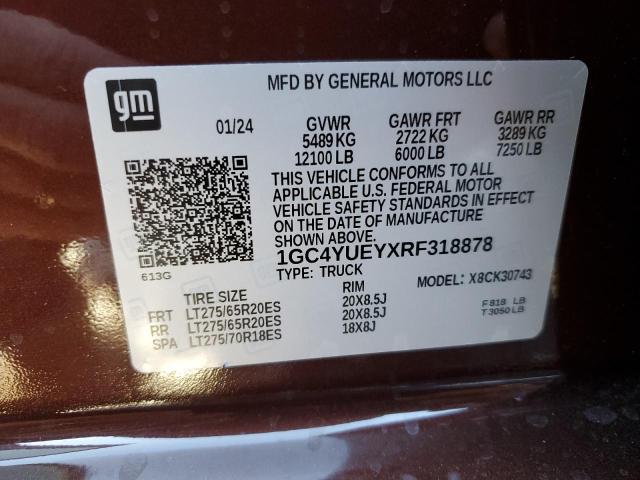 gm
MFD BY GENERAL MOTORS LLC
01/24 GVWR GAWR FRT GAWR RR
5489 KG 2722 KG 3289 KG
12100 LB 6000 LB 7250 LB
THIS VEHICLE CONFORMS TO ALL
APPLICABLE U.S. FEDERAL MOTOR
VEHICLE SAFETY STANDARDS IN EFFECT
ON THE DATE OF MANUFACTURE
SHOWN ABOVE.
1GC4YUEYXRF318878
613G
TYPE: TRUCK MODEL: X8CK30743
TIRE SIZE RIM
FRT LT275/65R20ES 20X8.5J
RR LT275/65R20ES 20X8.5J
SPA LT275/70R18ES 18X8J
F 818 LB
T 3050 LB